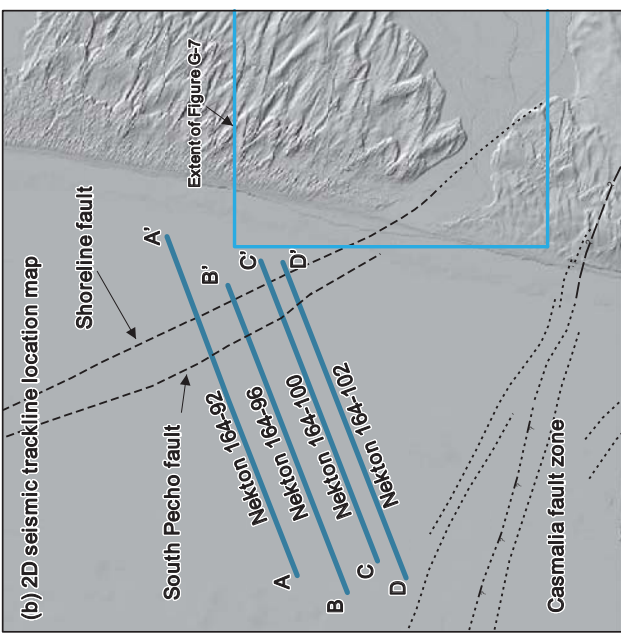 (b) 2D seismic trackline location map
Shoreline fault
South Pecho fault
Extent of Figure G-7
A'
B'
C'
D'
Nekton 164-92
Nekton 164-96
Nekton 164-100
Nekton 164-102
A
B
C
D
Casmalia fault zone